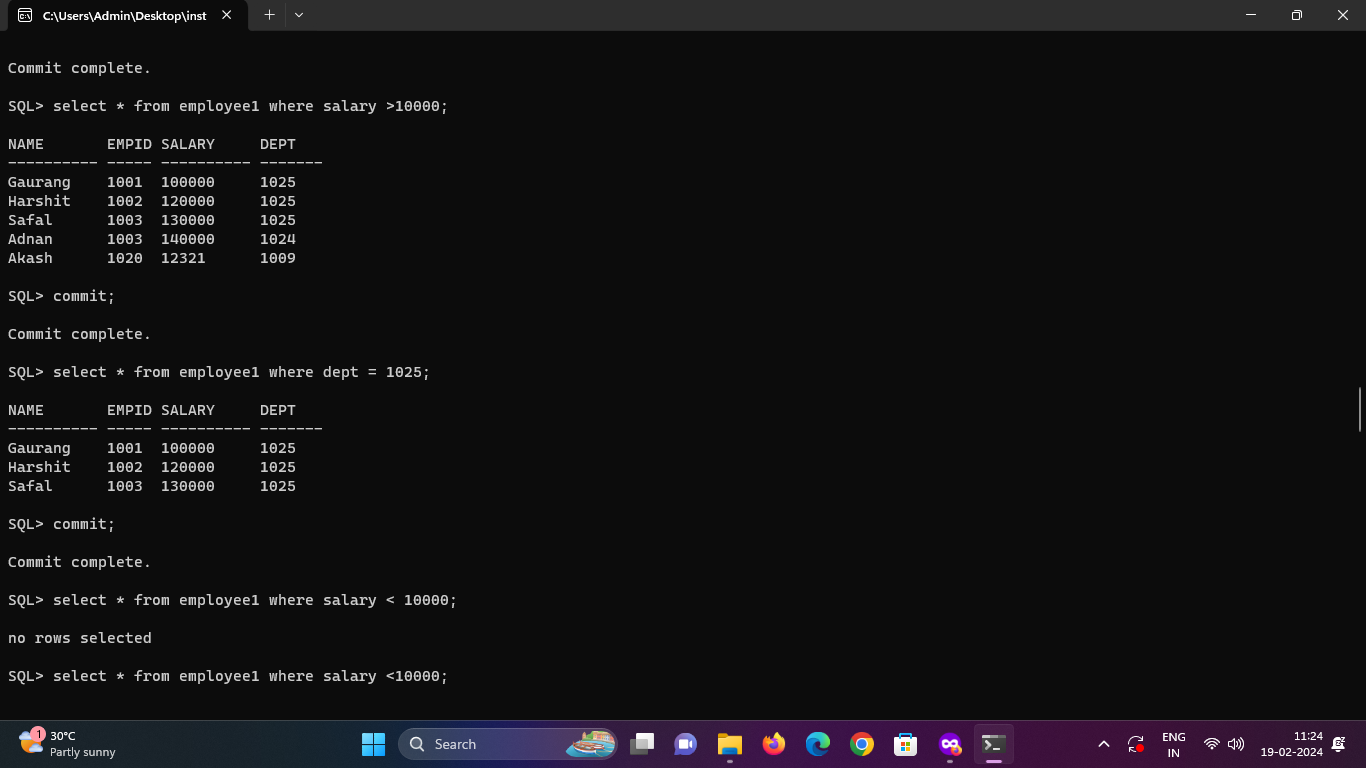 C:\Users\Admin\Desktop\inst
Commit complete.
SQL> select * from employee1 where salary >10000;
NAME EMPID SALARY DEPT
---------- ----- ---------- -------
Gaurang 1001 100000 1025
Harshit 1002 120000 1025
Safal 1003 130000 1025
Adnan 1003 140000 1024
Akash 1020 12321 1009
SQL> commit;
Commit complete.
SQL> select * from employee1 where dept = 1025;
NAME EMPID SALARY DEPT
---------- ----- ---------- -------
Gaurang 1001 100000 1025
Harshit 1002 120000 1025
Safal 1003 130000 1025
SQL> commit;
Commit complete.
SQL> select * from employee1 where salary < 10000;
no rows selected
SQL> select * from employee1 where salary <10000;
1
30°C
Partly sunny
Search
ENG
IN
11:24
19-02-2024